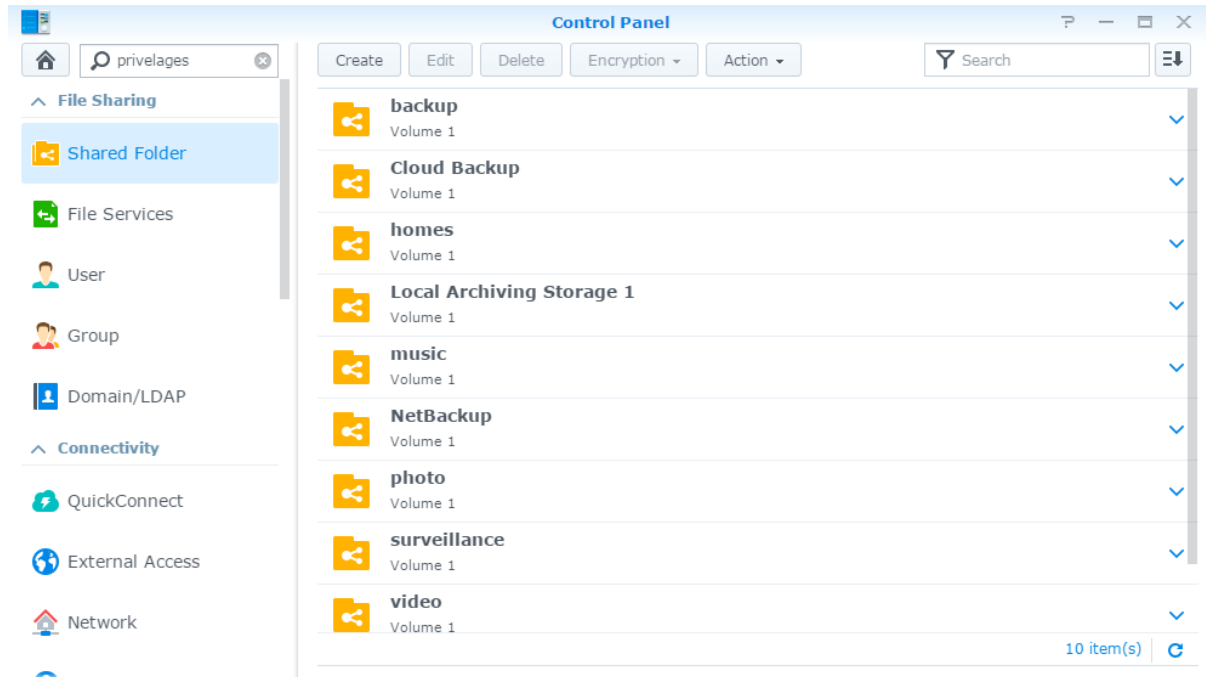 Control Panel
privelages
Create Edit Delete Encryption Action Search
File Sharing
Shared Folder
File Services
User
Group
Domain/LDAP
Connectivity
QuickConnect
External Access
Network
backup
Volume 1
Cloud Backup
Volume 1
homes
Volume 1
Local Archiving Storage 1
Volume 1
music
Volume 1
NetBackup
Volume 1
photo
Volume 1
surveillance
Volume 1
video
Volume 1
10 item(s)